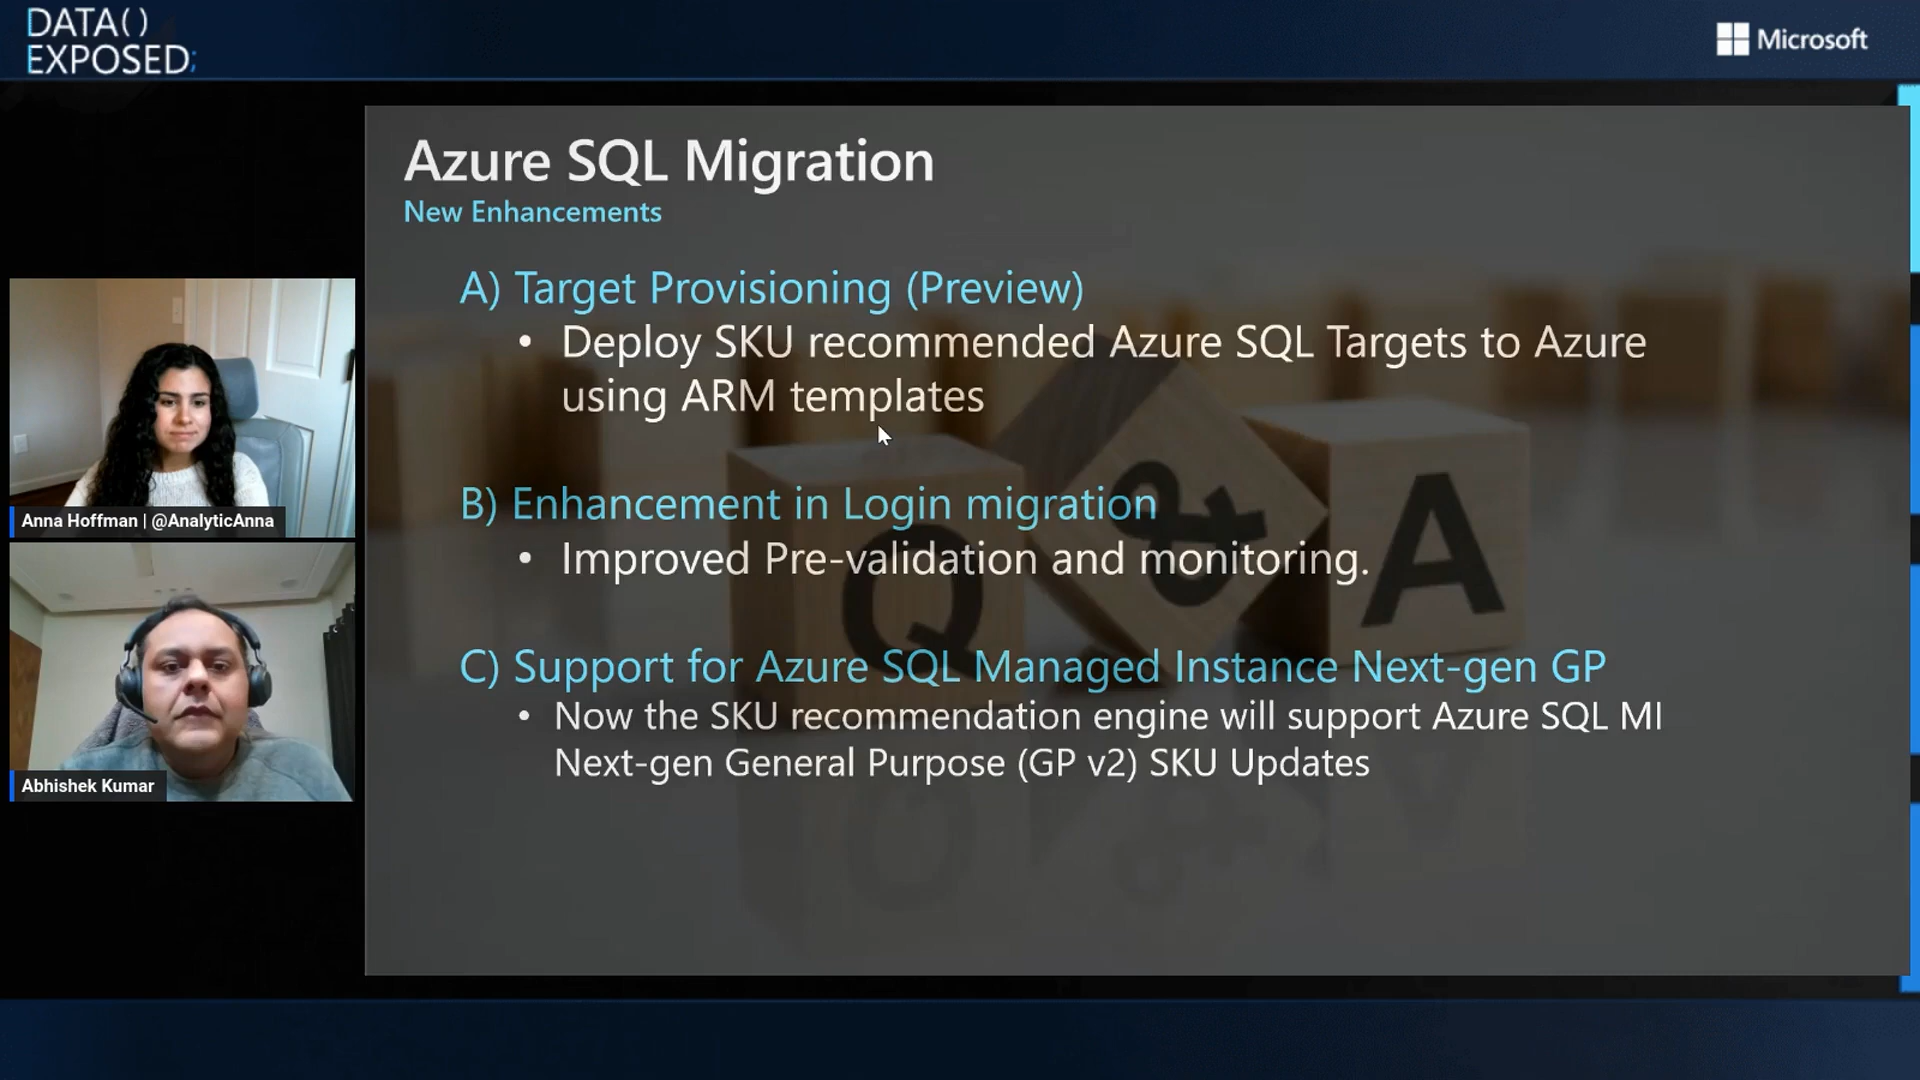 DATA()
EXPOSED;
Microsoft
Azure SQL Migration
New Enhancements
A) Target Provisioning (Preview)
• Deploy SKU recommended Azure SQL Targets to Azure
using ARM templates
B) Enhancement in Login migration
• Improved Pre-validation and monitoring.
C) Support for Azure SQL Managed Instance Next-gen GP
• Now the SKU recommendation engine will support Azure SQL MI
Next-gen General Purpose (GP v2) SKU Updates
Q & A
Anna Hoffman | @AnalyticAnna
Abhishek Kumar